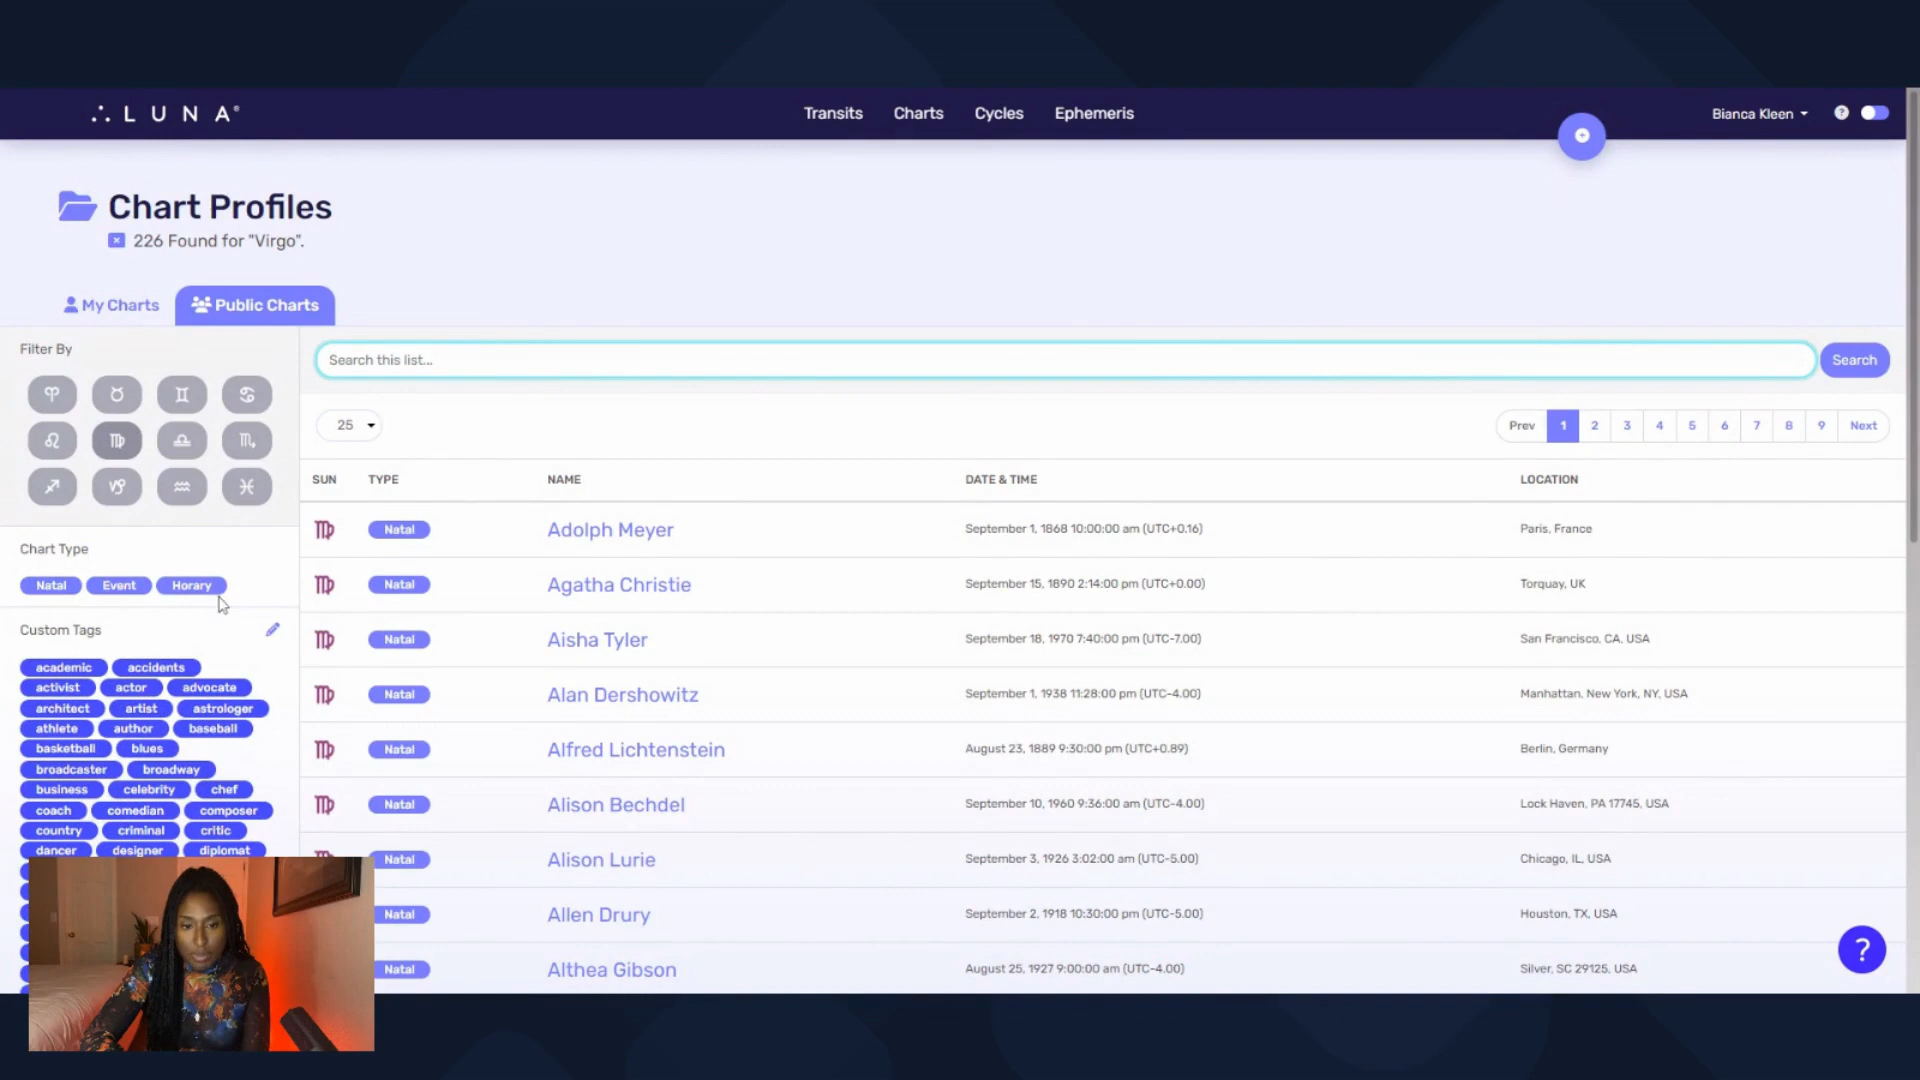 LUNA®
Transits Charts Cycles Ephemeris
Bianca Kleen
?
Chart Profiles
226 Found for "Virgo".
My Charts
Public Charts
Filter By
Search this list...
Search
25
Prev 1 2 3 4 5 6 7 8 9 Next
SUN TYPE NAME DATE & TIME LOCATION
Natal Adolph Meyer September 1, 1868 10:00:00 am (UTC+0.16) Paris, France
Natal Agatha Christie September 15, 1890 2:14:00 pm (UTC+0.00) Torquay, UK
Natal Aisha Tyler September 18, 1970 7:40:00 pm (UTC-7.00) San Francisco, CA, USA
Natal Alan Dershowitz September 1, 1938 11:28:00 pm (UTC-4.00) Manhattan, New York, NY, USA
Natal Alfred Lichtenstein August 23, 1889 9:30:00 pm (UTC+0.89) Berlin, Germany
Natal Alison Bechdel September 10, 1960 9:36:00 am (UTC-4.00) Lock Haven, PA 17745, USA
Natal Alison Lurie September 3, 1926 3:02:00 am (UTC-5.00) Chicago, IL, USA
Natal Allen Drury September 2, 1918 10:30:00 pm (UTC-5.00) Houston, TX, USA
Natal Althea Gibson August 25, 1927 9:00:00 am (UTC-4.00) Silver, SC 29125, USA
Chart Type
Natal Event Horary
Custom Tags
academic accidents
activist actor advocate
architect artist astrologer
athlete author baseball
basketball blues
broadcaster broadway
business celebrity chef
coach comedian composer
country criminal critic
dancer designer diplomat
?